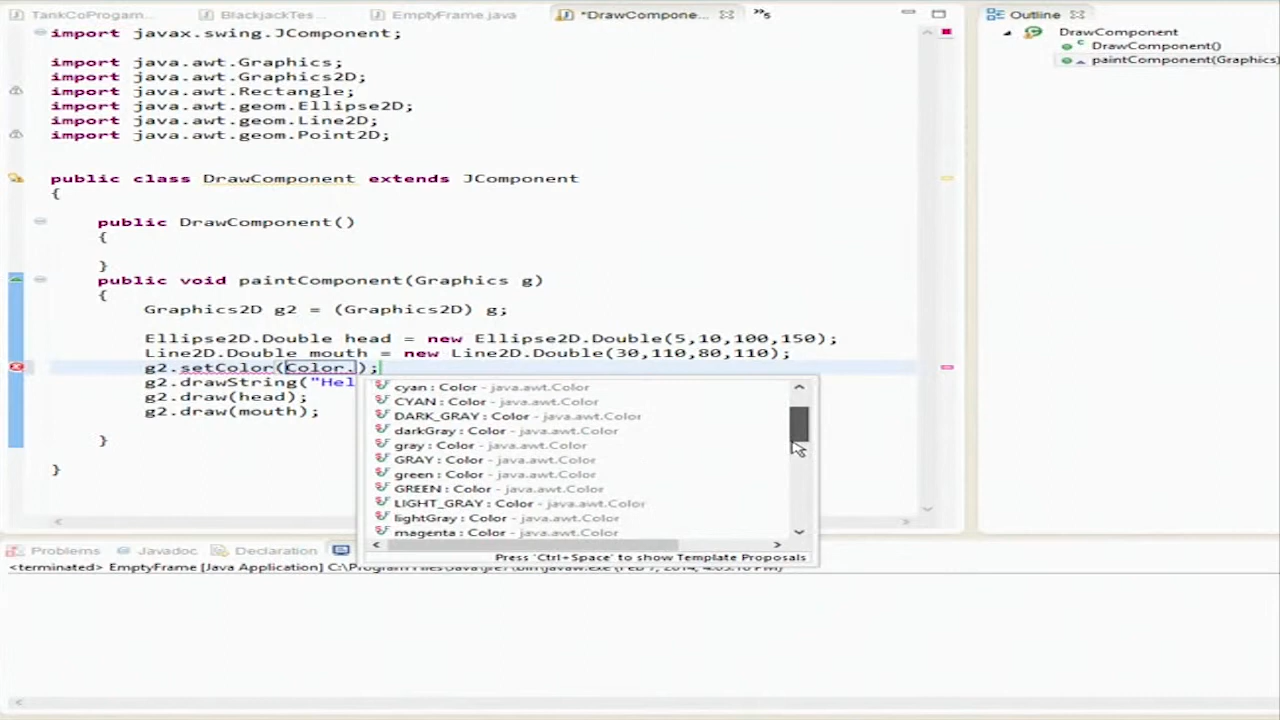 TankCoProgam... BlackjackTes... EmptyFrame.java *DrawCompone... »5 Outline
import javax.swing.JComponent;
DrawComponent
DrawComponent()
import java.awt.Graphics;
paintComponent(Graphics)
import java.awt.Graphics2D;
import java.awt.Rectangle;
import java.awt.geom.Ellipse2D;
import java.awt.geom.Line2D;
import java.awt.geom.Point2D;
public class DrawComponent extends JComponent
{
public DrawComponent()
{
}
public void paintComponent(Graphics g)
{
Graphics2D g2 = (Graphics2D) g;
Ellipse2D.Double head = new Ellipse2D.Double(5,10,100,150);
Line2D.Double mouth = new Line2D.Double(30,110,80,110);
g2.setColor(Color.);
g2.drawString("Hel
g2.draw(head);
g2.draw(mouth);
}
}
cyan : Color - java.awt.Color
CYAN : Color - java.awt.Color
DARK_GRAY : Color - java.awt.Color
darkGray : Color - java.awt.Color
gray : Color - java.awt.Color
GRAY : Color - java.awt.Color
green : Color - java.awt.Color
GREEN : Color - java.awt.Color
LIGHT_GRAY : Color - java.awt.Color
lightGray : Color - java.awt.Color
magenta : Color - java.awt.Color
Press 'Ctrl+Space' to show Template Proposals
Problems Javadoc Declaration
<terminated> EmptyFrame [Java Application]